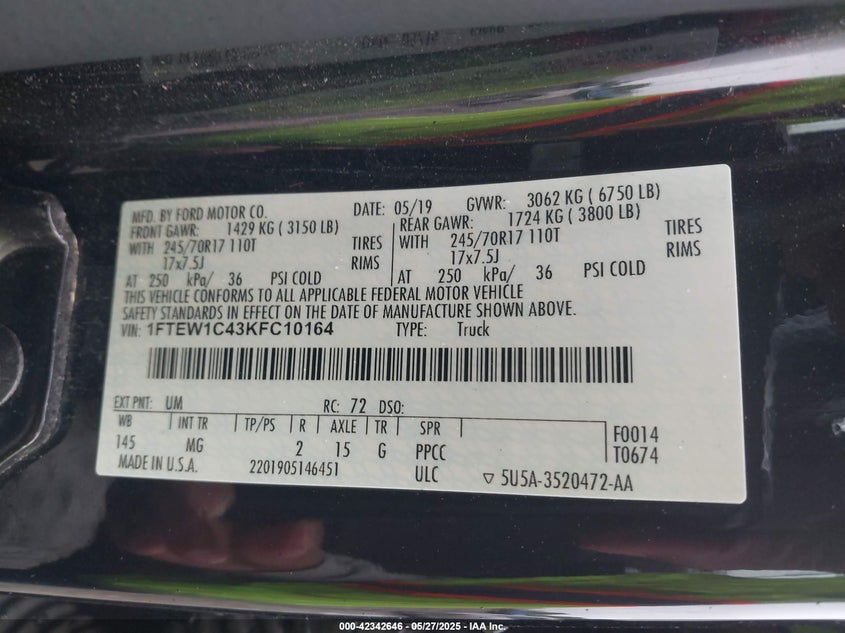 MFD. BY FORD MOTOR CO. DATE: 05/19 GVWR: 3062 KG ( 6750 LB)
FRONT GAWR: 1429 KG ( 3150 LB) REAR GAWR: 1724 KG ( 3800 LB)
WITH 245/70R17 110T TIRES WITH 245/70R17 110T TIRES
17x7.5J RIMS 17x7.5J RIMS
AT 250 kPa/ 36 PSI COLD AT 250 kPa/ 36 PSI COLD
THIS VEHICLE CONFORMS TO ALL APPLICABLE FEDERAL MOTOR VEHICLE
SAFETY STANDARDS IN EFFECT ON THE DATE OF MANUFACTURE SHOWN ABOVE.
VIN: 1FTEW1C43KFC10164 TYPE: Truck
EXT PNT: UM RC: 72 DSO:
WB INT TR TP/PS R AXLE TR SPR F0014
145 MG 2 15 G PPCC T0674
MADE IN U.S.A. 2201905146451 ULC ▽ 5U5A-3520472-AA
000-42342646 - 05/27/2025 - IAA Inc.